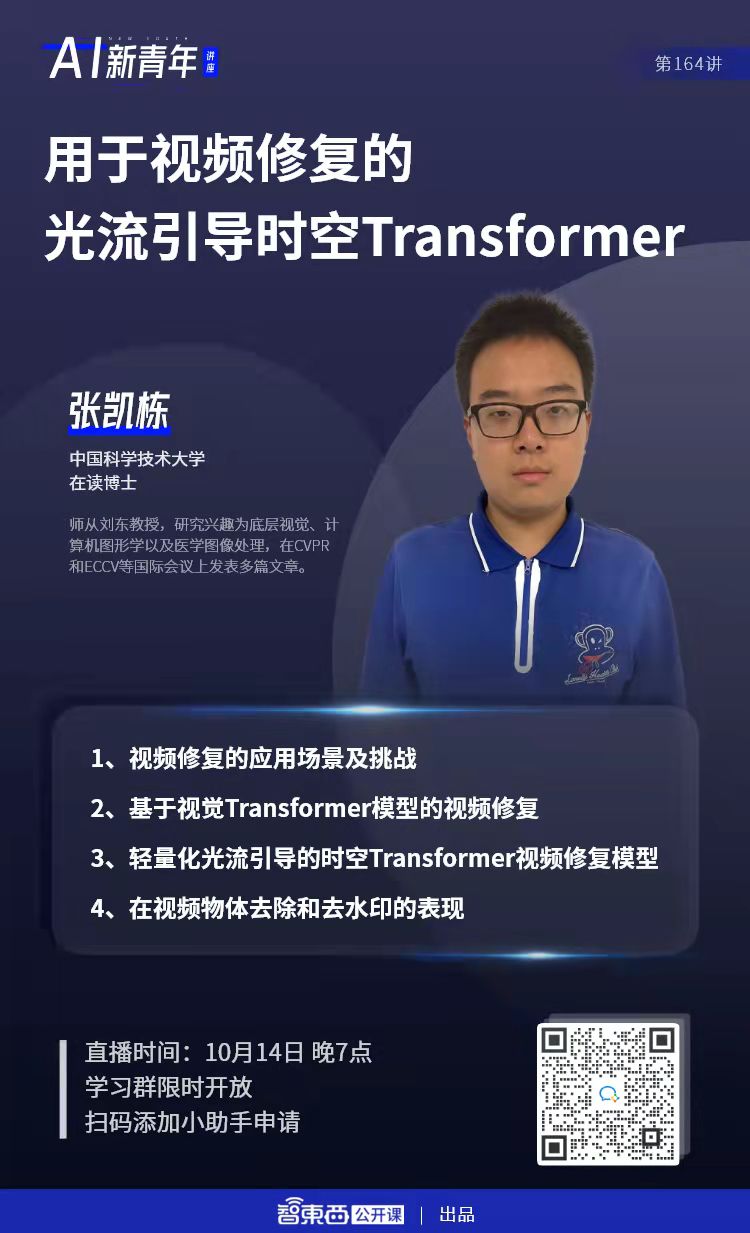 NEW YOUTH
AI新青年讲座
第164讲
用于视频修复的
光流引导时空Transformer
张凯栋
中国科学技术大学
在读博士
师从刘东教授，研究兴趣为底层视觉、计
算机图形学以及医学图像处理，在CVPR
和ECCV等国际会议上发表多篇文章。
1、视频修复的应用场景及挑战
2、基于视觉Transformer模型的视频修复
3、轻量化光流引导的时空Transformer视频修复模型
4、在视频物体去除和去水印的表现
直播时间：10月14日 晚7点
学习群限时开放
扫码添加小助手申请
智東西公开课 | 出品